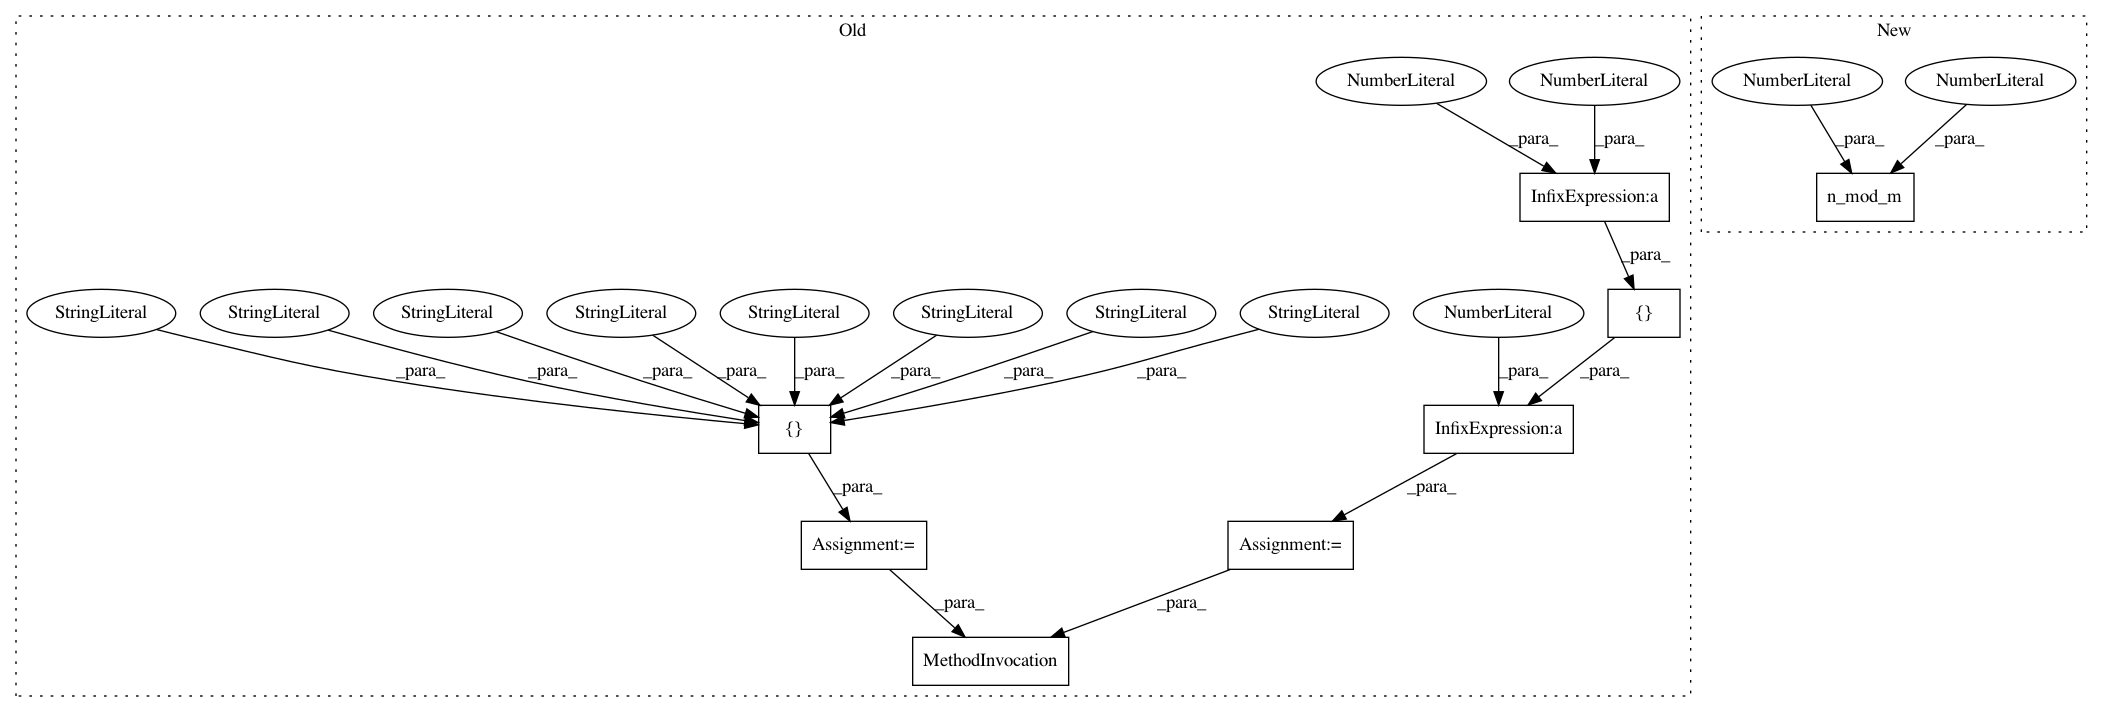 Old
New
NumberLiteral
NumberLiteral
NumberLiteral
NumberLiteral
_para_
_para_
_para_
_para_
InfixExpression:a
n_mod_m
_para_
StringLiteral
StringLiteral
StringLiteral
StringLiteral
StringLiteral
StringLiteral
StringLiteral
StringLiteral
NumberLiteral
{}
_para_
_para_
_para_
_para_
_para_
_para_
_para_
_para_
_para_
_para_
{}
InfixExpression:a
_para_
_para_
Assignment:=
Assignment:=
_para_
_para_
MethodInvocation